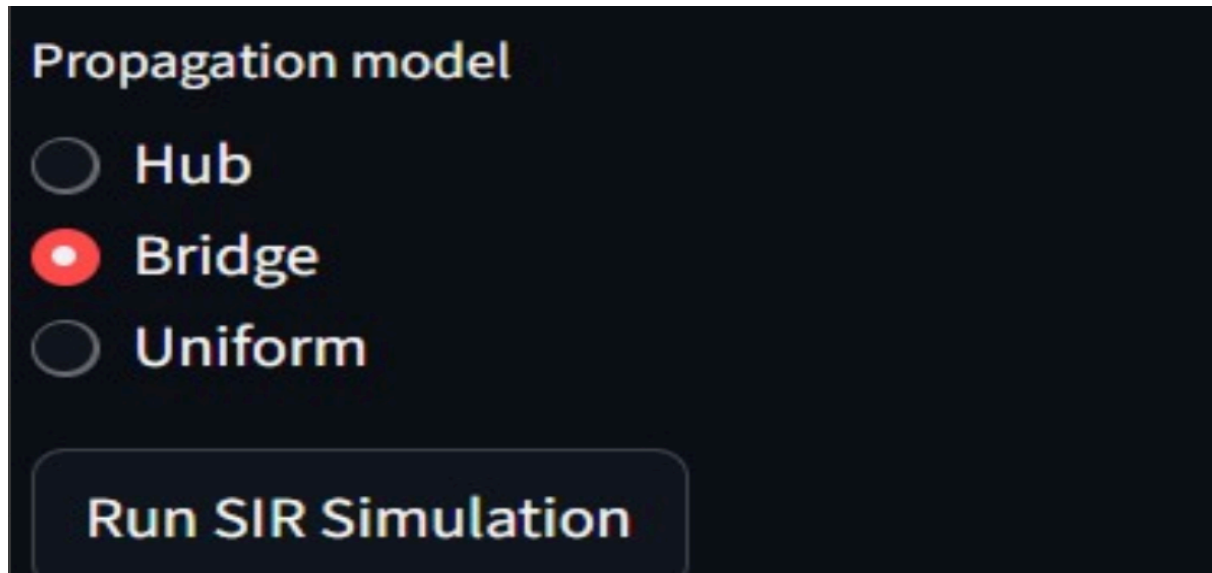 Propagation model
Hub
Bridge
Uniform
Run SIR Simulation